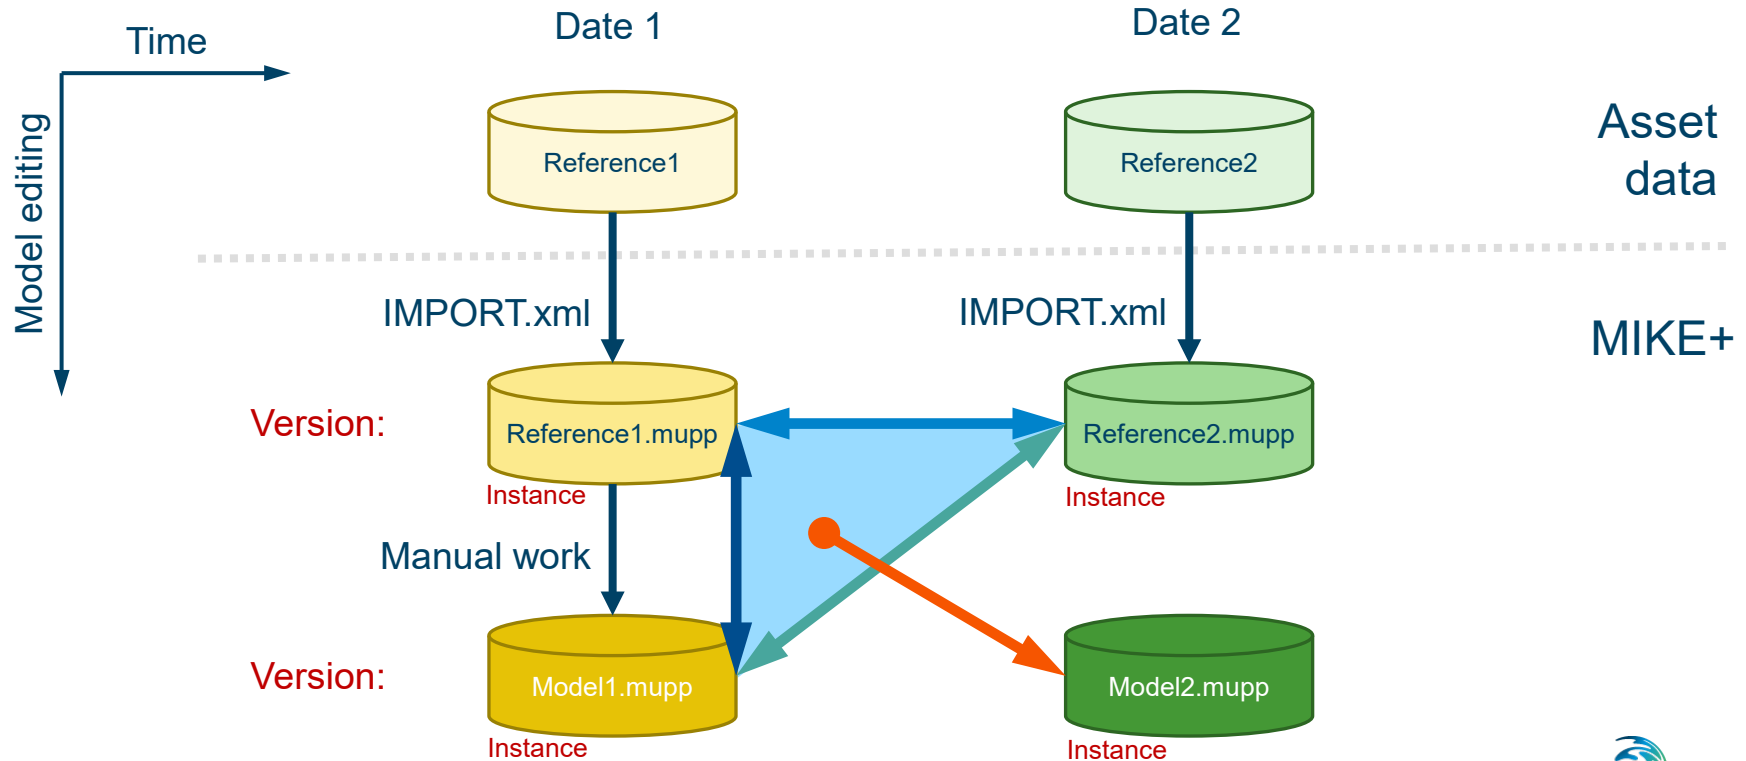 Date 1
Date 2
Time
Model editing
Reference1
Reference2
Asset
data
IMPORT.xml
IMPORT.xml
MIKE+
Version:
Reference1.mupp
Reference2.mupp
Instance
Instance
Manual work
Version:
Model1.mupp
Model2.mupp
Instance
Instance